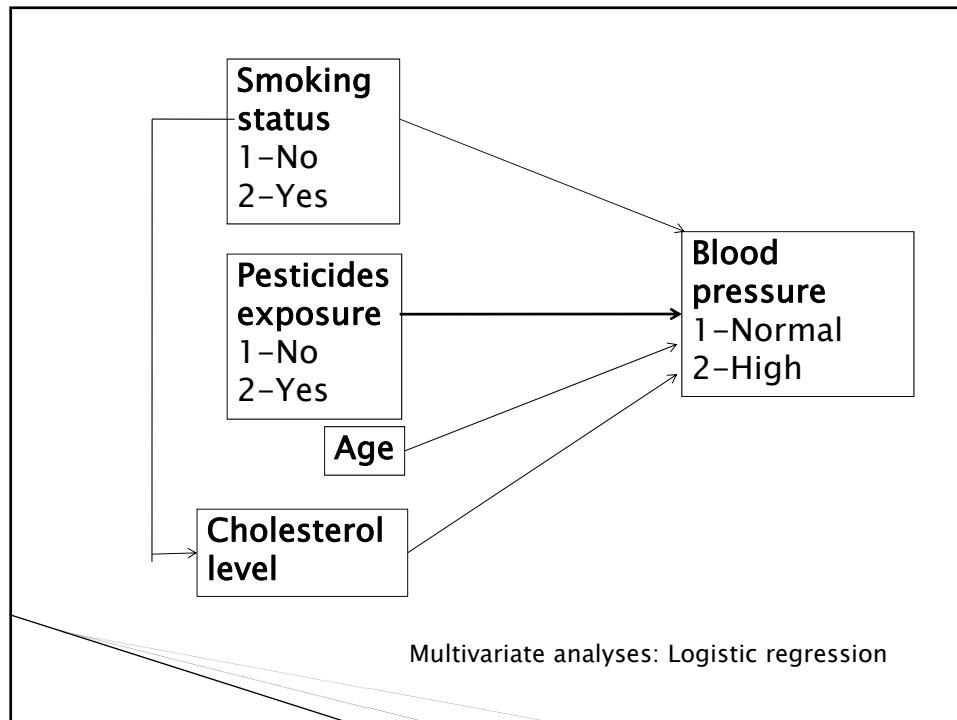 Smoking
status
1-No
2-Yes
Pesticides
exposure
1-No
2-Yes
Age
Cholesterol
level
Blood
pressure
1-Normal
2-High
Multivariate analyses: Logistic regression